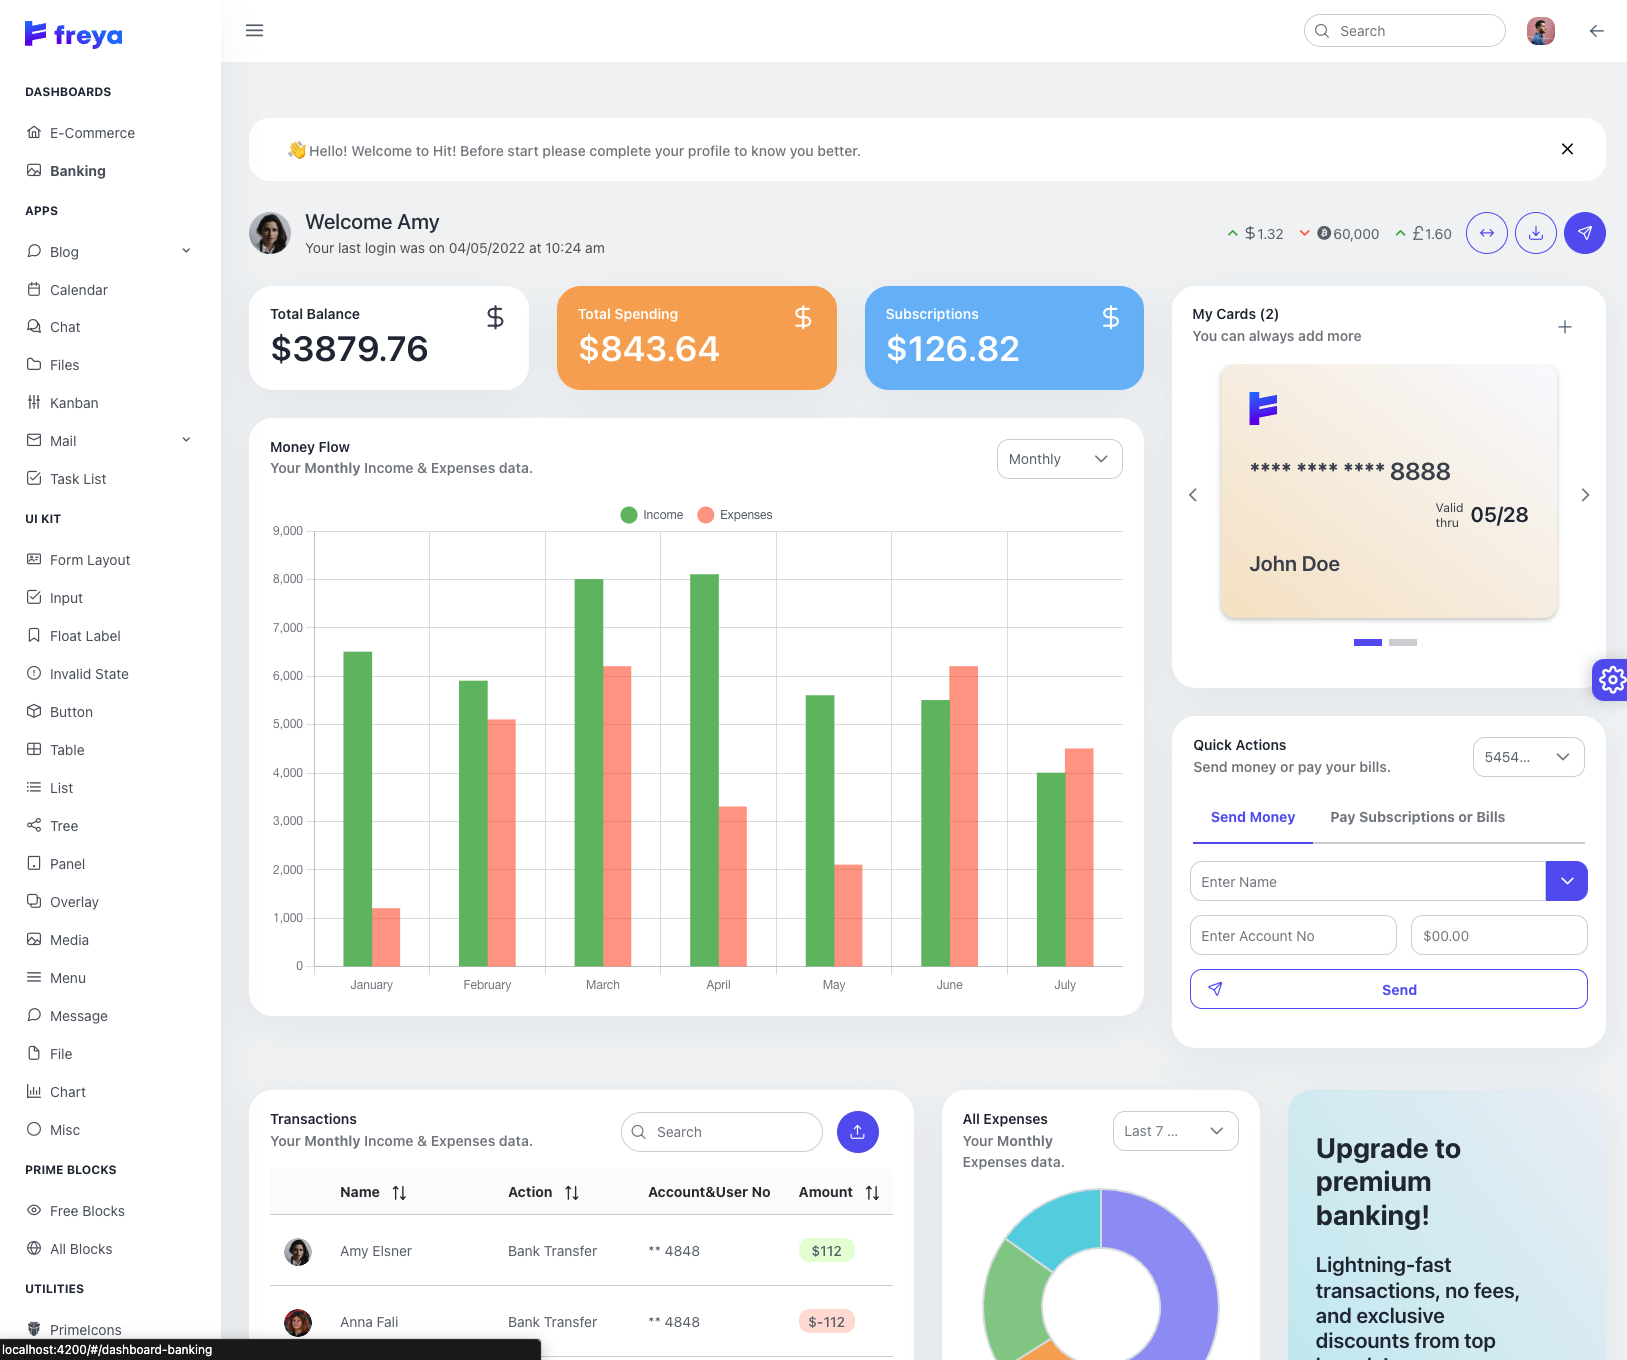 freya
Search
DASHBOARDS
E-Commerce
Banking
APPS
Blog
Calendar
Chat
Files
Kanban
Mail
Task List
UI KIT
Form Layout
Input
Float Label
Invalid State
Button
Table
List
Tree
Panel
Overlay
Media
Menu
Message
File
Chart
Misc
PRIME BLOCKS
Free Blocks
All Blocks
UTILITIES
PrimeIcons
localhost:4200/#/dashboard-banking
👋 Hello! Welcome to Hit! Before start please complete your profile to know you better.
Welcome Amy
Your last login was on 04/05/2022 at 10:24 am
$1.32
₿60,000
£1.60
Total Balance
$3879.76
$
Total Spending
$843.64
$
Subscriptions
$126.82
$
Money Flow
Your Monthly Income & Expenses data.
Monthly
Income
Expenses
9,000
8,000
7,000
6,000
5,000
4,000
3,000
2,000
1,000
0
January
February
March
April
May
June
July
My Cards (2)
You can always add more
**** **** **** 8888
Valid
thru
05/28
John Doe
Quick Actions
Send money or pay your bills.
5454...
Send Money
Pay Subscriptions or Bills
Enter Name
Enter Account No
$00.00
Send
Transactions
Your Monthly Income & Expenses data.
Search
Name Action Account&User No Amount
Amy Elsner Bank Transfer ** 4848 $112
Anna Fali Bank Transfer ** 4848 $-112
All Expenses
Your Monthly
Expenses data.
Last 7 ...
Upgrade to
premium
banking!
Lightning-fast
transactions, no fees,
and exclusive
discounts from top